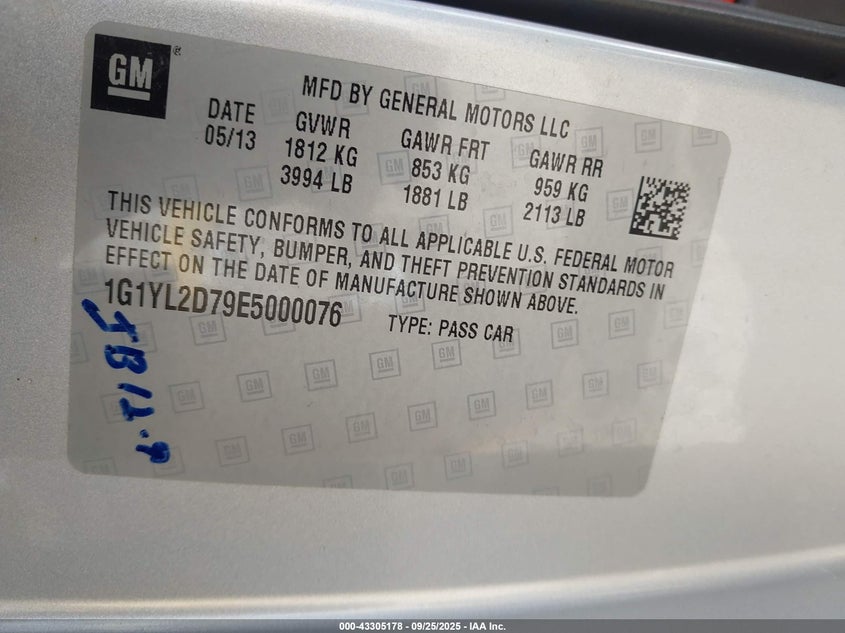 GM ®
MFD BY GENERAL MOTORS LLC
DATE GVWR GAWR FRT GAWR RR
05/13 1812 KG 853 KG 959 KG
3994 LB 1881 LB 2113 LB
THIS VEHICLE CONFORMS TO ALL APPLICABLE U.S. FEDERAL MOTOR
VEHICLE SAFETY, BUMPER, AND THEFT PREVENTION STANDARDS IN
EFFECT ON THE DATE OF MANUFACTURE SHOWN ABOVE.
1G1YL2D79E5000076 TYPE: PASS CAR
000-43305178 - 09/25/2025 - IAA Inc.